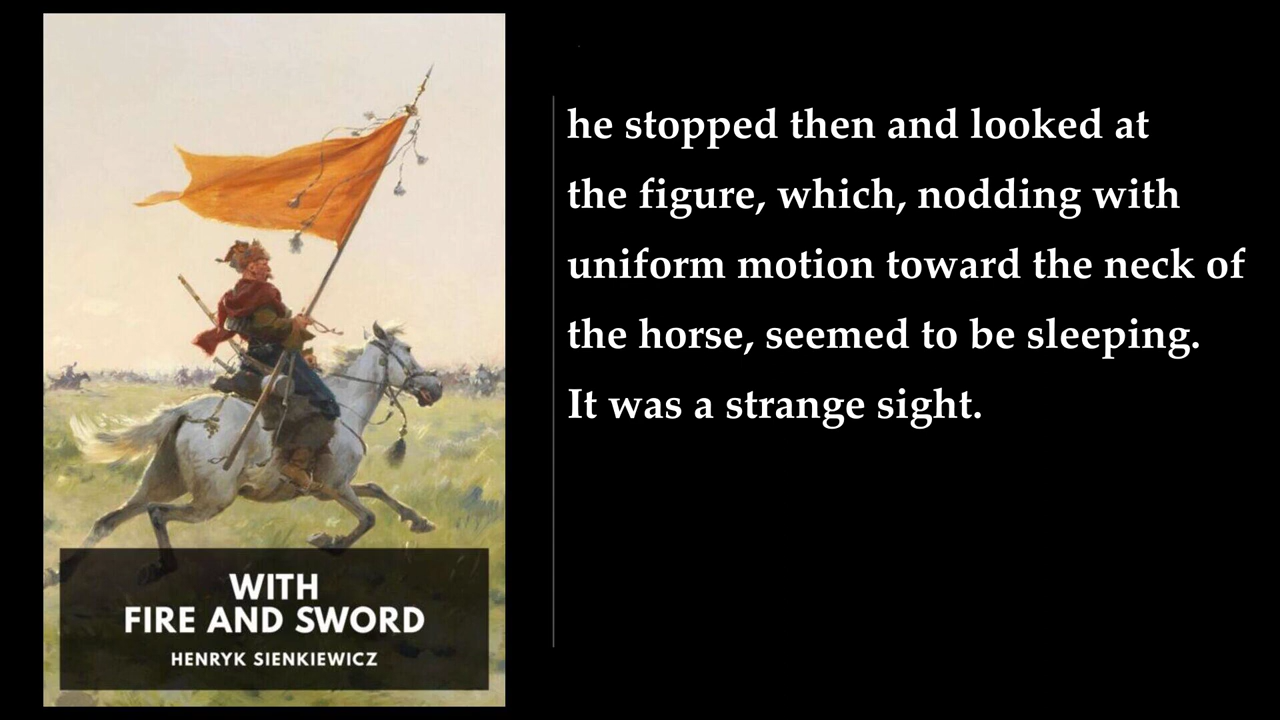 WITH
FIRE AND SWORD
HENRYK SIENKIEWICZ
he stopped then and looked at
the figure, which, nodding with
uniform motion toward the neck of
the horse, seemed to be sleeping.
It was a strange sight.